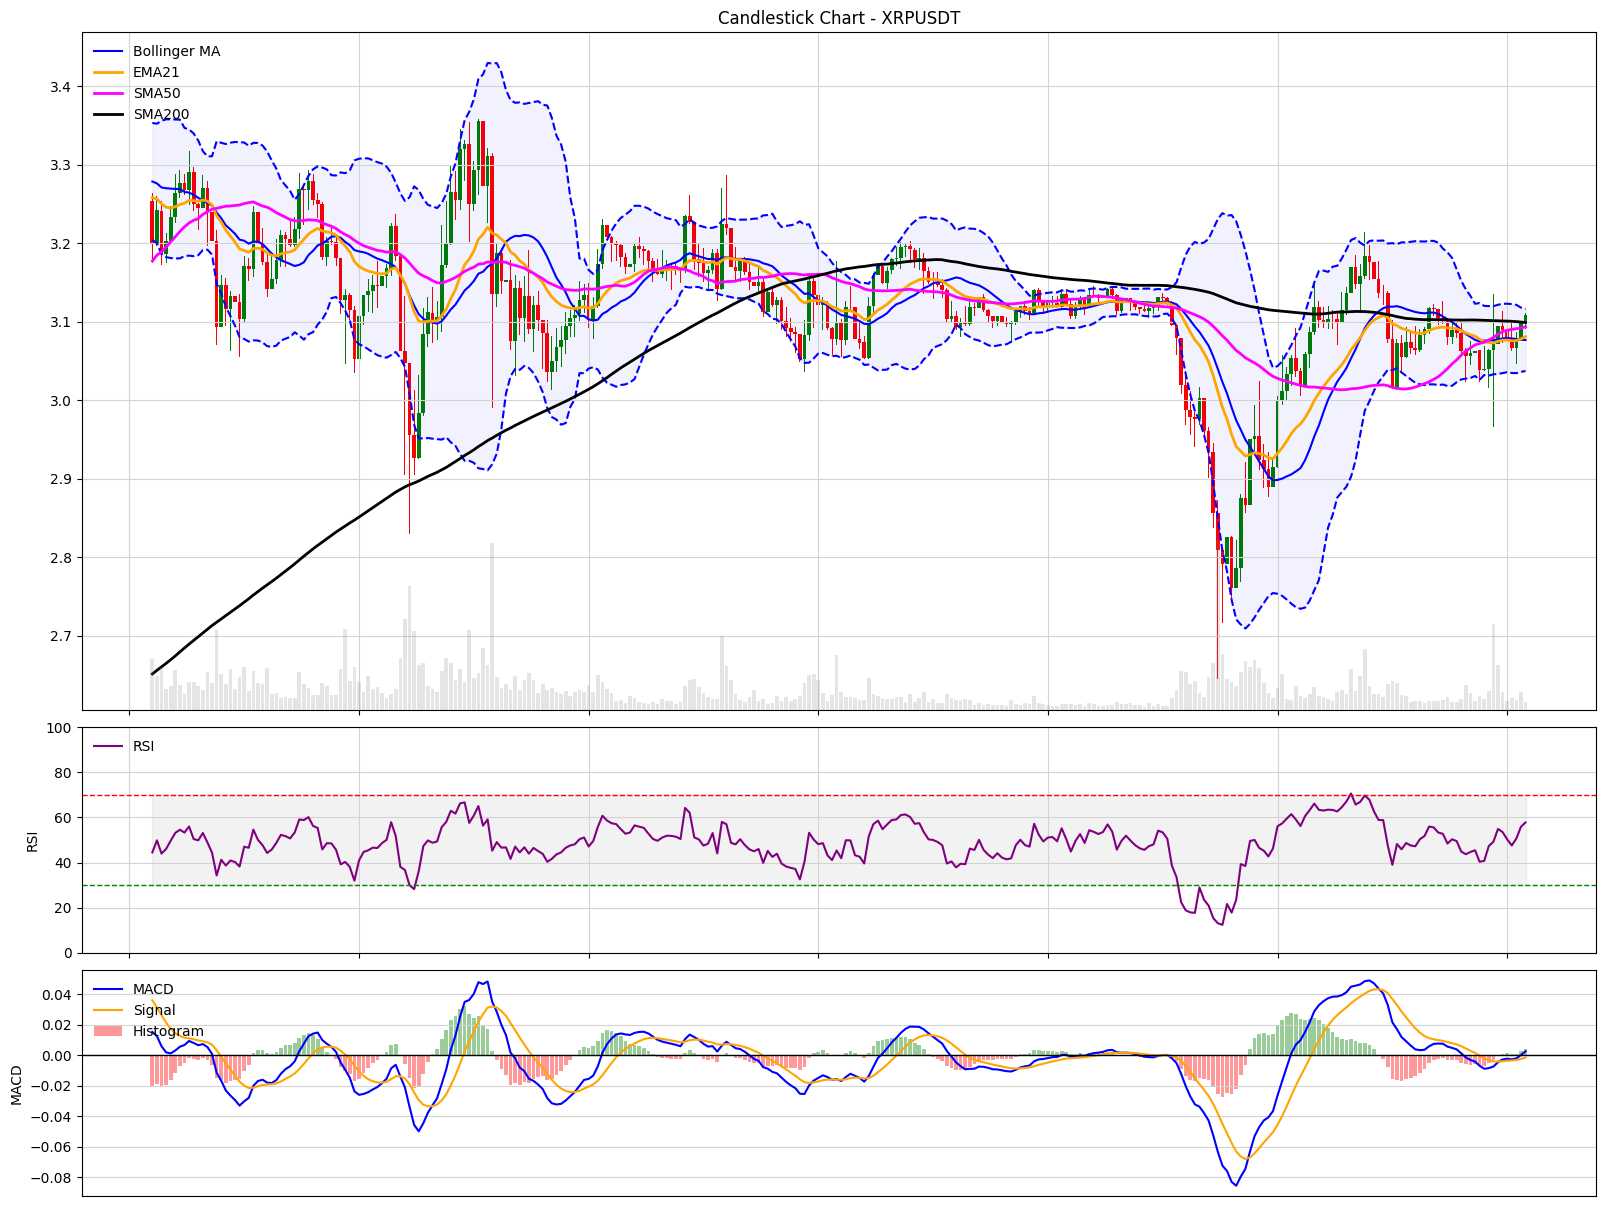 Candlestick Chart - XRPUSDT
Bollinger MA
EMA21
SMA50
SMA200
3.4
3.3
3.2
3.1
3.0
2.9
2.8
2.7
RSI
RSI
100
80
60
40
20
0
MACD
Signal
Histogram
MACD
0.04
0.02
0.00
−0.02
−0.04
−0.06
−0.08